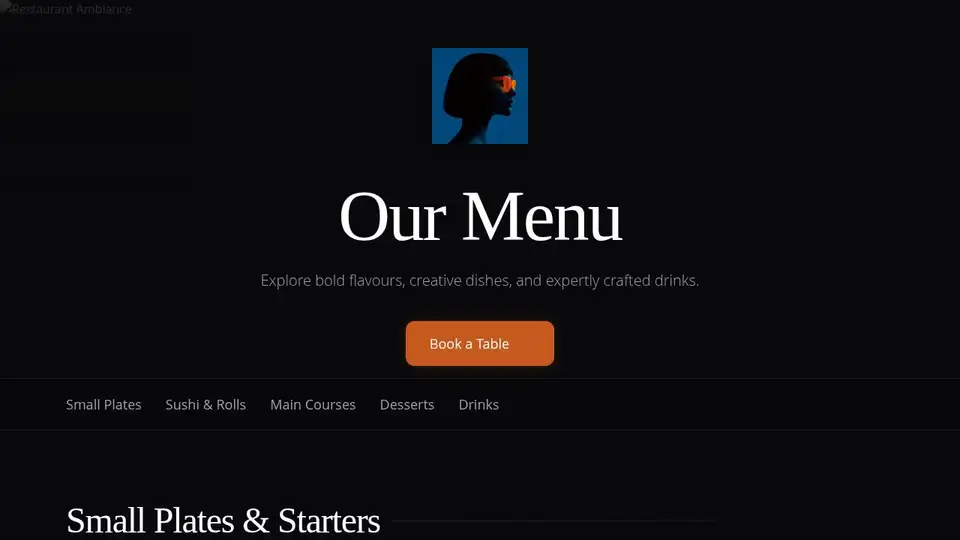 Restaurant Ambiance
Our Menu
Explore bold flavours, creative dishes, and expertly crafted drinks.
Book a Table
Small Plates
Sushi & Rolls
Main Courses
Desserts
Drinks
Small Plates & Starters